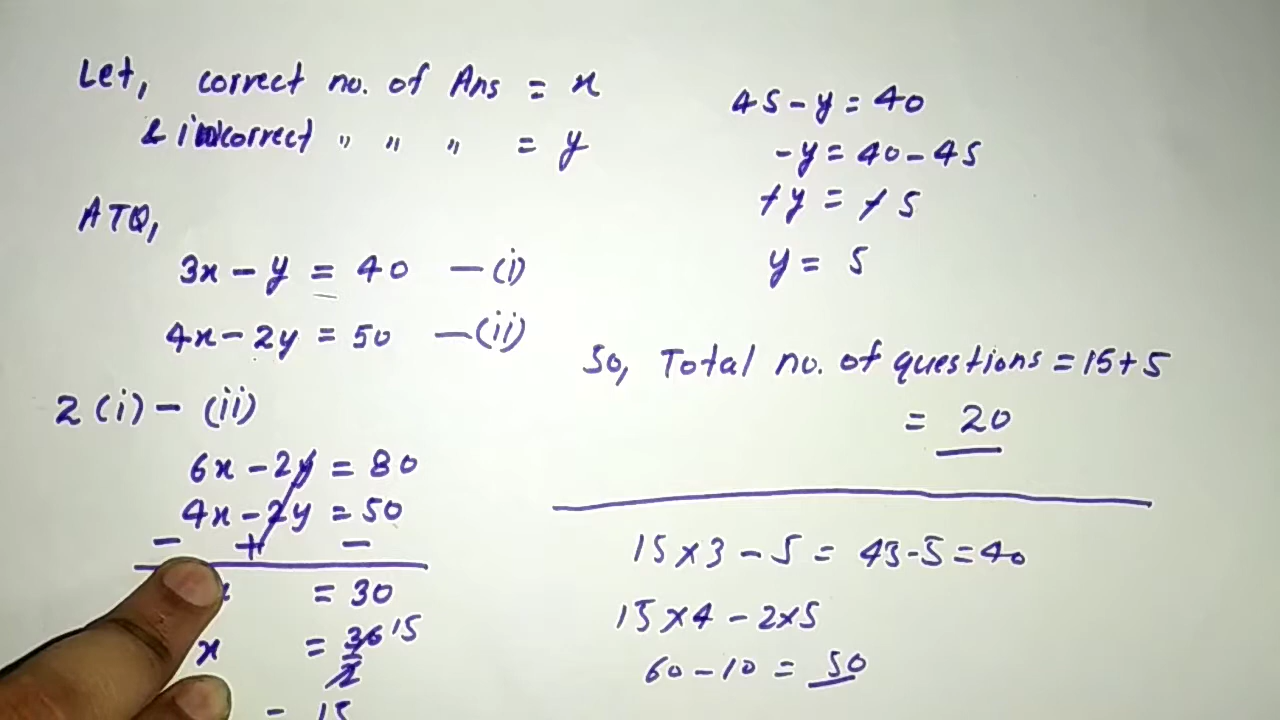 Let, correct no. of Ans = x
& incorrect " " " = y
ATQ,
3x - y = 40 — (i)
4x - 2y = 50 — (ii)
2 (i) - (ii)
6x - 2y = 80
4x - 2y = 50
- + -
= 30
x = 30/2 15
= 15
45 - y = 40
- y = 40 - 45
+y = +5
y = 5
So, Total no. of questions = 15 + 5
= 20
15 x 3 - 5 = 45 - 5 = 40
15 x 4 - 2 x 5
60 - 10 = 50